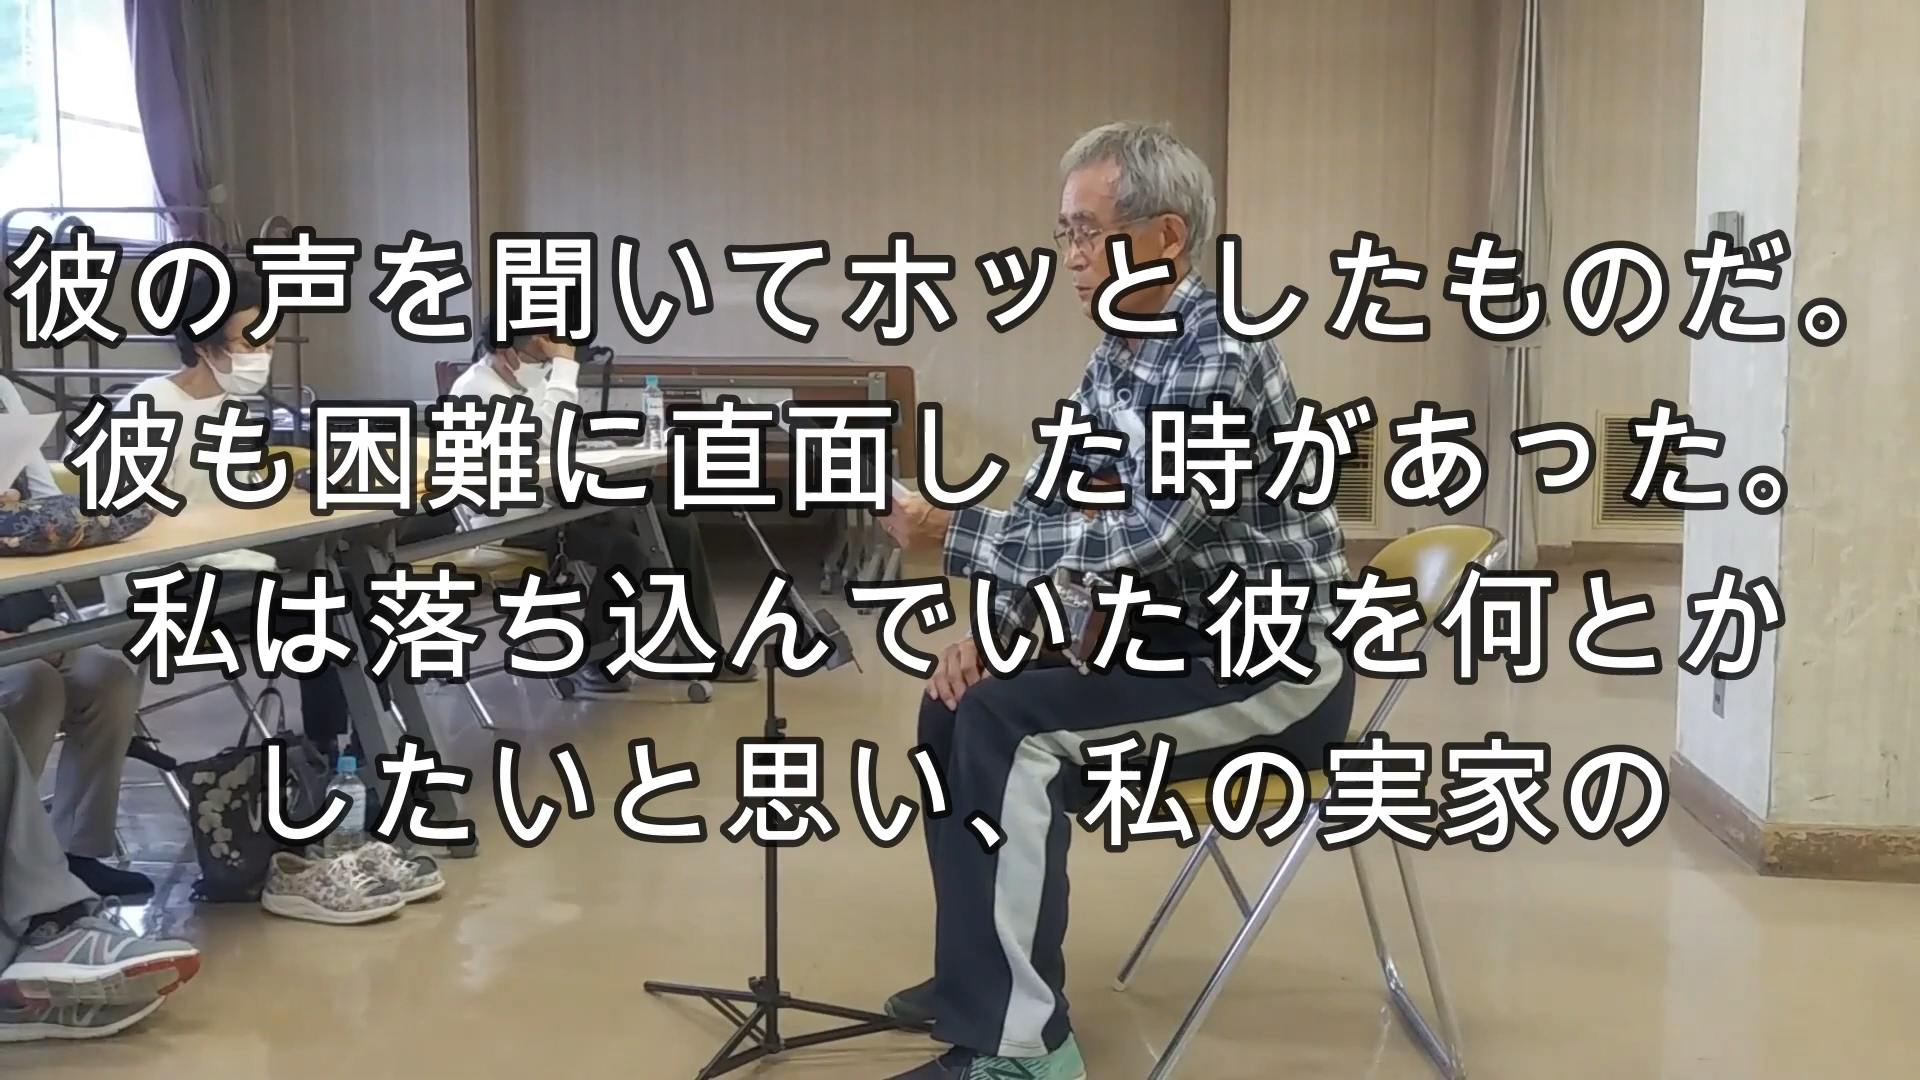 彼の声を聞いてホッとしたものだ。
彼も困難に直面した時があった。
私は落ち込んでいた彼を何とか
したいと思い、私の実家の